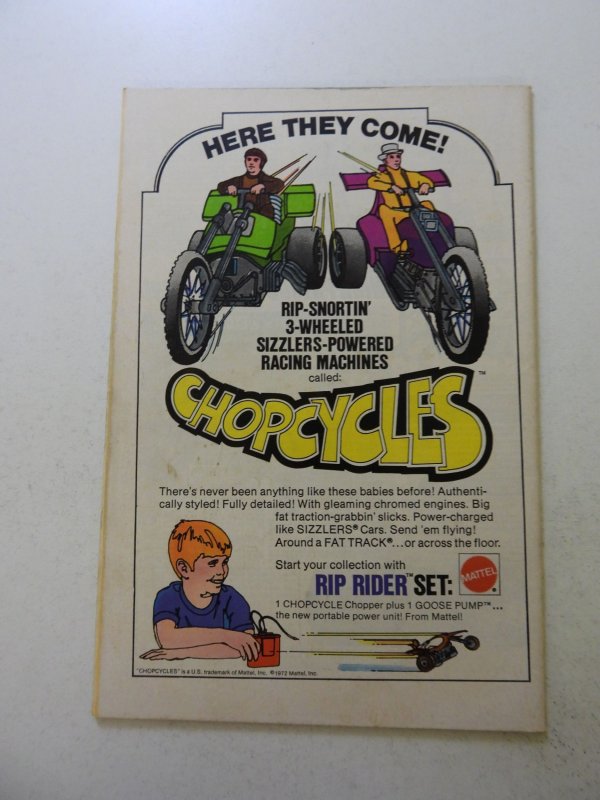 HERE THEY COME!
RIP-SNORTIN'
3-WHEELED
SIZZLERS-POWERED
RACING MACHINES
called:
CHOPCYCLES™
There's never been anything like these babies before! Authenti-
cally styled! Fully detailed! With gleaming chromed engines. Big
fat traction-grabbin' slicks. Power-charged
like SIZZLERS® Cars. Send 'em flying!
Around a FAT TRACK®...or across the floor.
Start your collection with
RIP RIDER™ SET:
MATTEL®
1 CHOPCYCLE Chopper plus 1 GOOSE PUMP™...
the new portable power unit! From Mattel!
"CHOPCYCLES" is a U.S. trademark of Mattel, Inc. ©1972 Mattel, Inc.